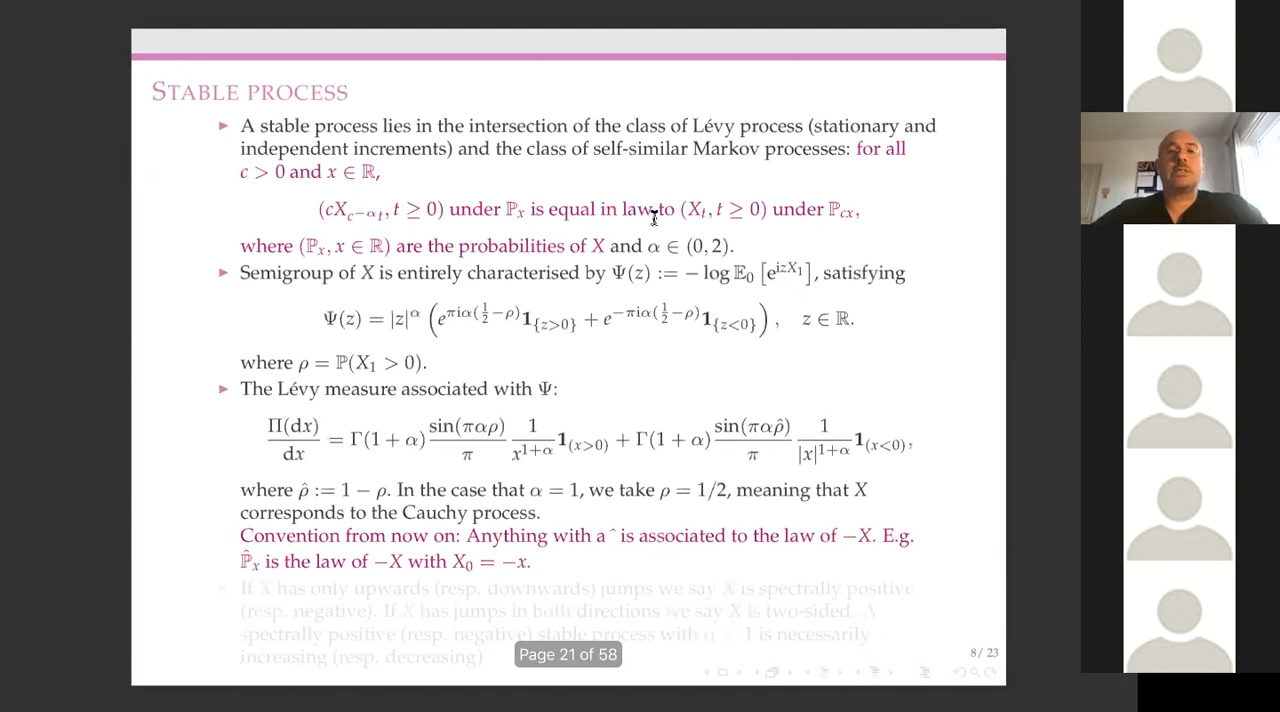 STABLE PROCESS
▶ A stable process lies in the intersection of the class of Lévy process (stationary and
independent increments) and the class of self-similar Markov processes: for all
c > 0 and x ∈ ℝ,
(cX_{c^{−α}t}, t ≥ 0) under ℙ_x is equal in law to (X_t, t ≥ 0) under ℙ_{cx},
where (ℙ_x, x ∈ ℝ) are the probabilities of X and α ∈ (0, 2).
▶ Semigroup of X is entirely characterised by Ψ(z) := − log 𝔼_0 [e^{izX_1}], satisfying
Ψ(z) = |z|^α (e^{πiα(1/2−ρ)} 1_{{z>0}} + e^{−πiα(1/2−ρ)} 1_{{z<0}}), z ∈ ℝ.
where ρ = ℙ(X_1 > 0).
▶ The Lévy measure associated with Ψ:
Π(dx)/dx = Γ(1 + α) sin(παρ)/π 1/x^{1+α} 1_{(x>0)} + Γ(1 + α) sin(παρ̂)/π 1/|x|^{1+α} 1_{(x<0)},
where ρ̂ := 1 − ρ. In the case that α = 1, we take ρ = 1/2, meaning that X
corresponds to the Cauchy process.
Convention from now on: Anything with a ˆ is associated to the law of −X. E.g.
ℙ̂_x is the law of −X with X_0 = −x.
If X has only upwards (resp. downwards) jumps we say X is spectrally positive
(resp. negative). If X has jumps in both directions we say X is two-sided. A
spectrally positive (resp. negative) stable process with α < 1 is necessarily
increasing (resp. decreasing)
Page 21 of 58
8/ 23